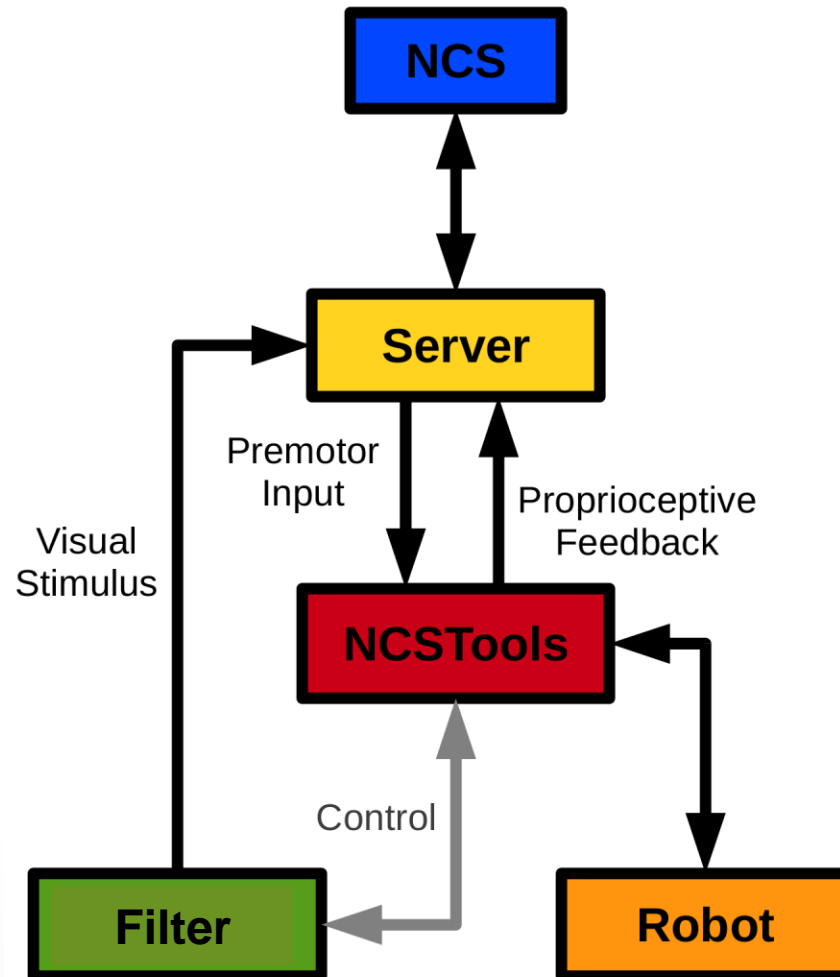 NCS
Server
Premotor
Input
Proprioceptive
Feedback
Visual
Stimulus
NCSTools
Control
Filter
Robot